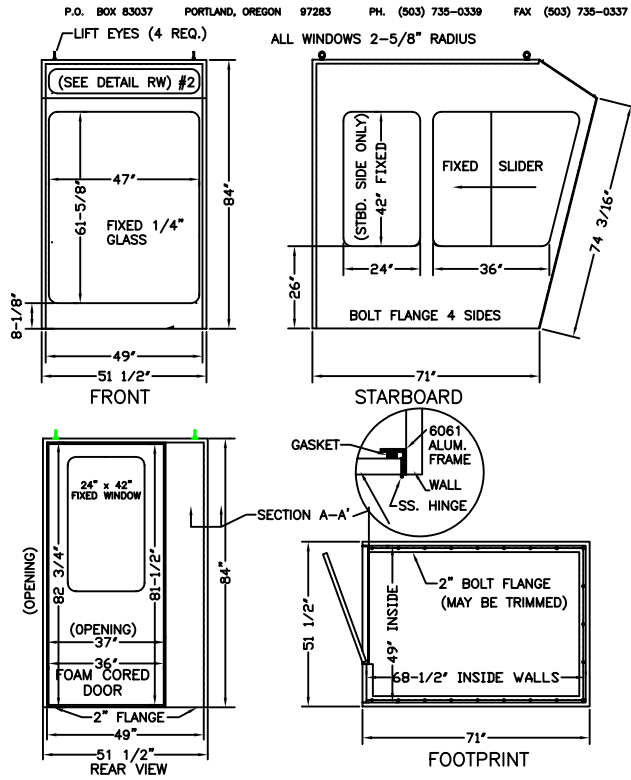 P.O. BOX 83037 PORTLAND, OREGON 97283 PH. (503) 735-0339 FAX (503) 735-0337
LIFT EYES (4 REQ.)
ALL WINDOWS 2-5/8" RADIUS
(SEE DETAIL RW) #2
47"
61-5/8"
FIXED 1/4"
GLASS
84"
8-1/8"
49"
51 1/2"
FRONT
(STBD. SIDE ONLY)
42" FIXED
FIXED
SLIDER
24"
36"
26"
74 3/16"
BOLT FLANGE 4 SIDES
71"
STARBOARD
24" x 42"
FIXED WINDOW
(OPENING)
82 3/4"
81-1/2"
84"
(OPENING)
37"
36"
FOAM CORED
DOOR
2" FLANGE
49"
51 1/2"
REAR VIEW
GASKET
6061
ALUM.
FRAME
WALL
SS. HINGE
SECTION A-A'
51 1/2"
49" INSIDE
2" BOLT FLANGE
(MAY BE TRIMMED)
68-1/2" INSIDE WALLS
71"
FOOTPRINT